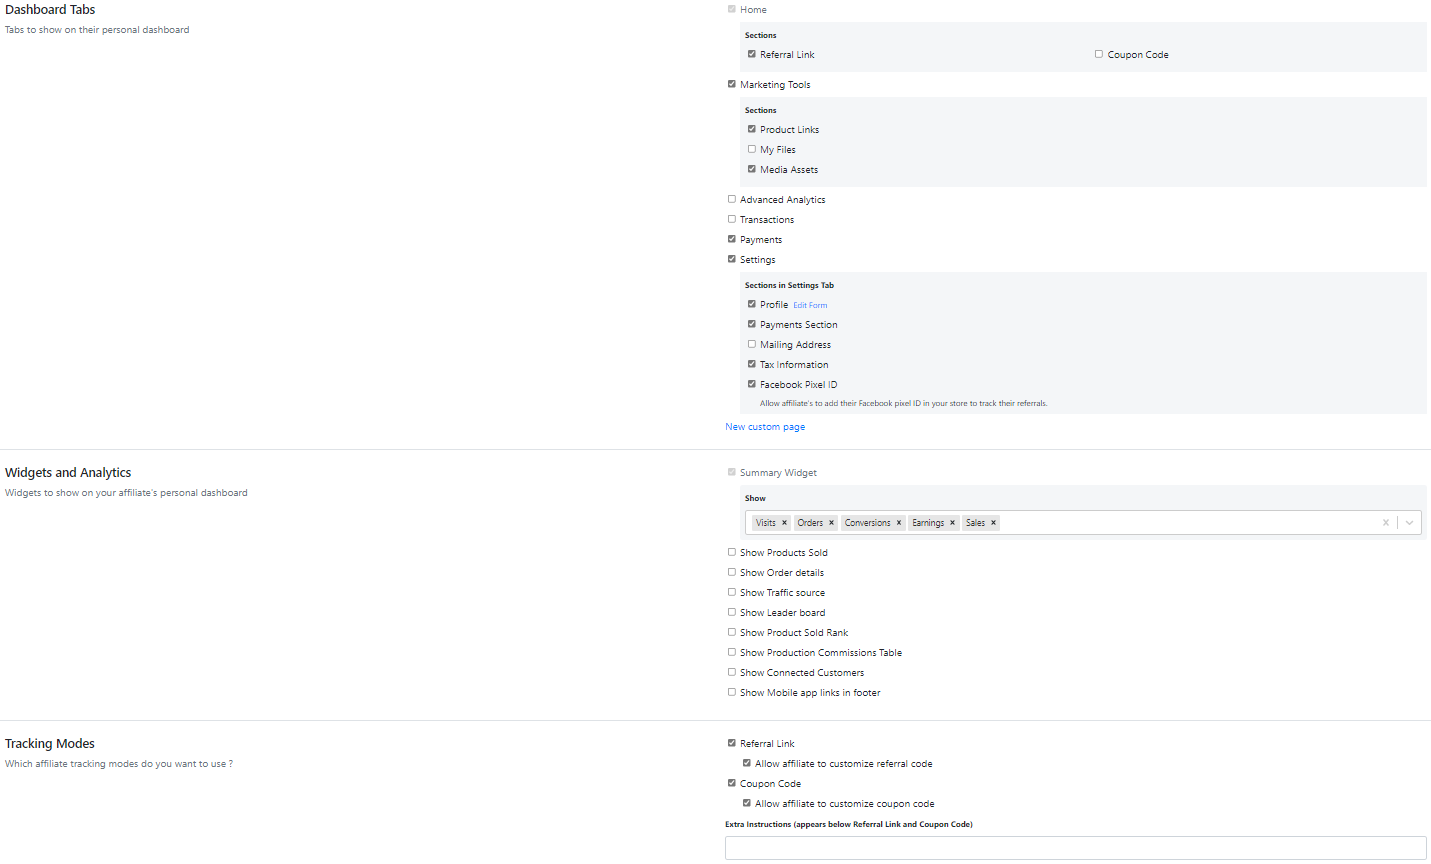 Dashboard Tabs
Tabs to show on their personal dashboard
Home
Sections
Referral Link Coupon Code
Marketing Tools
Sections
Product Links
My Files
Media Assets
Advanced Analytics
Transactions
Payments
Settings
Sections in Settings Tab
Profile Edit Form
Payments Section
Mailing Address
Tax Information
Facebook Pixel ID
Allow affiliate's to add their Facebook pixel ID in your store to track their referrals.
New custom page
Widgets and Analytics
Widgets to show on your affiliate's personal dashboard
Summary Widget
Show
Visits × Orders × Conversions × Earnings × Sales ×
Show Products Sold
Show Order details
Show Traffic source
Show Leader board
Show Product Sold Rank
Show Production Commissions Table
Show Connected Customers
Show Mobile app links in footer
Tracking Modes
Which affiliate tracking modes do you want to use ?
Referral Link
Allow affiliate to customize referral code
Coupon Code
Allow affiliate to customize coupon code
Extra Instructions (appears below Referral Link and Coupon Code)